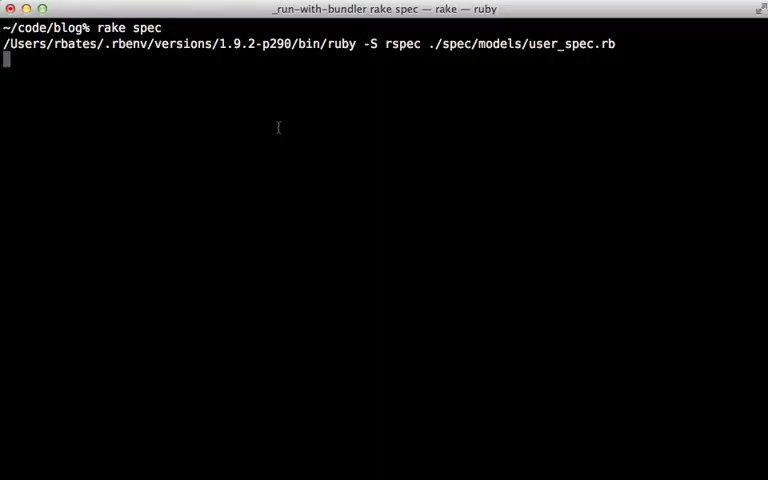 _run-with-bundler rake spec — rake — ruby
~/code/blog% rake spec
/Users/rbates/.rbenv/versions/1.9.2-p290/bin/ruby -S rspec ./spec/models/user_spec.rb